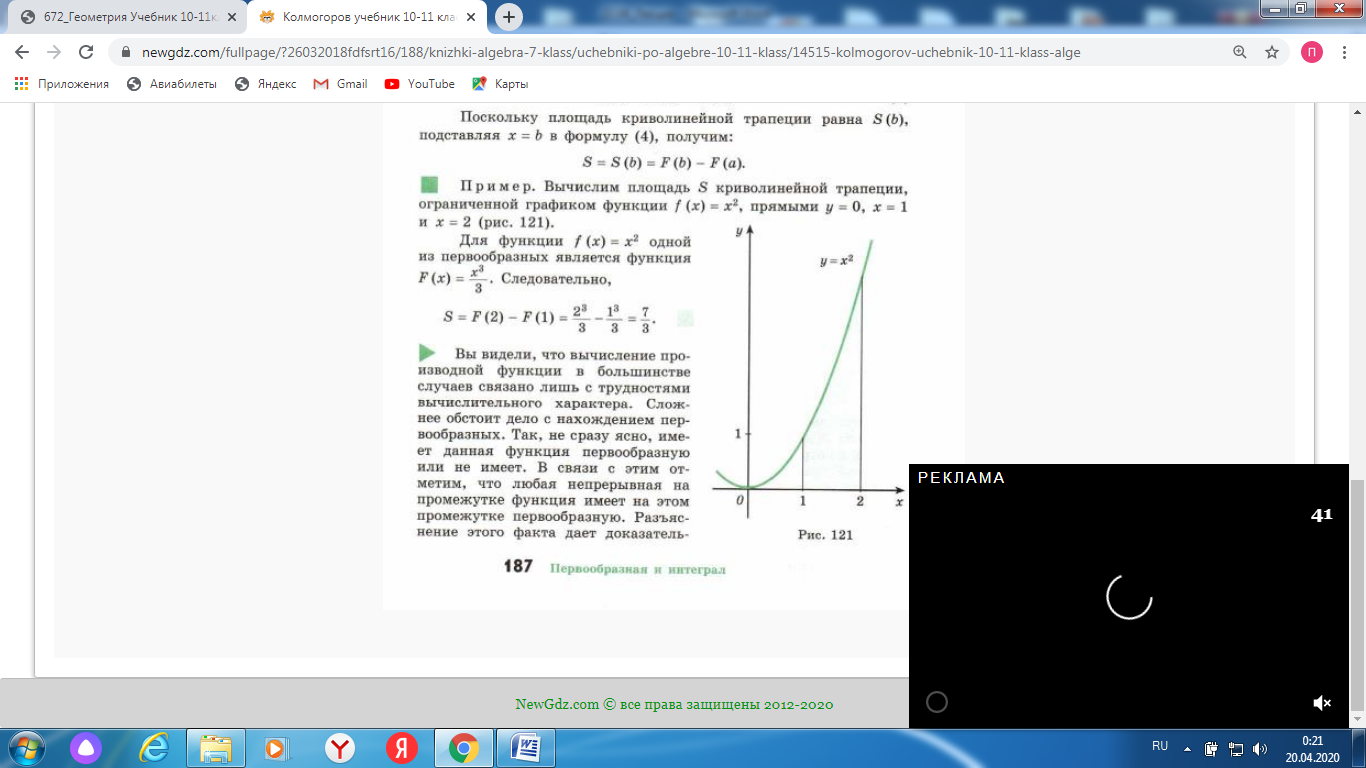 672_Геометрия Учебник 10-11к
Колмогоров учебник 10-11 кла
newgdz.com/fullpage/?26032018fdfsrt16/188/knizhki-algebra-7-klass/uchebniki-po-algebre-10-11-klass/14515-kolmogorov-uchebnik-10-11-klass-alge
П
Приложения Авиабилеты Яндекс Gmail YouTube Карты
Поскольку площадь криволинейной трапеции равна S (b),
подставляя x = b в формулу (4), получим:
S = S (b) = F (b) − F (a).
Пример. Вычислим площадь S криволинейной трапеции,
ограниченной графиком функции f (x) = x², прямыми y = 0, x = 1
и x = 2 (рис. 121).
Для функции f (x) = x² одной
из первообразных является функция
F (x) = x³/3. Следовательно,
S = F (2) − F (1) = 2³/3 − 1³/3 = 7/3.
Вы видели, что вычисление про-
изводной функции в большинстве
случаев связано лишь с трудностями
вычислительного характера. Слож-
нее обстоит дело с нахождением пер-
вообразных. Так, не сразу ясно, име-
ет данная функция первообразную
или не имеет. В связи с этим от-
метим, что любая непрерывная на
промежутке функция имеет на этом
промежутке первообразную. Разъяс-
нение этого факта дает доказатель-
y
y = x²
1
0 1 2 x
Рис. 121
187 Первообразная и интеграл
РЕКЛАМА
41
NewGdz.com © все права защищены 2012-2020
RU
0:21
20.04.2020